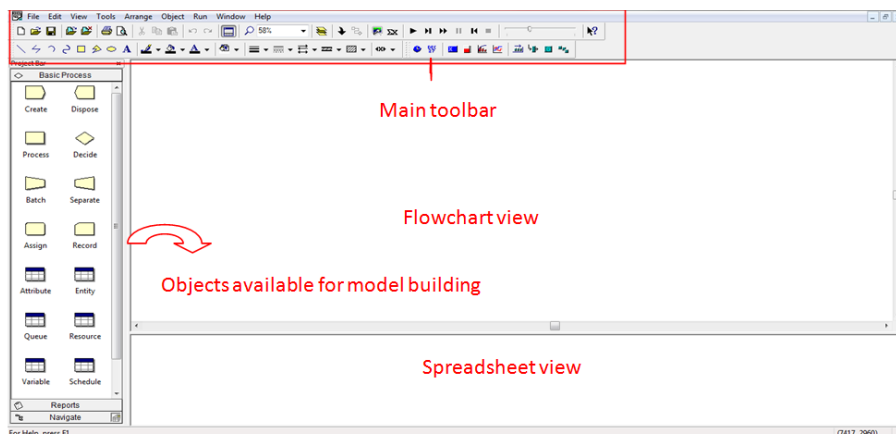 File Edit View Tools Arrange Object Run Window Help
58%
A
Project Bar
Basic Process
Main toolbar
Create Dispose
Process Decide
Batch Separate
Flowchart view
Assign Record
Objects available for model building
Attribute Entity
Queue Resource
Spreadsheet view
Variable Schedule
Reports
Navigate
For Help, press F1
(7417, 2960)